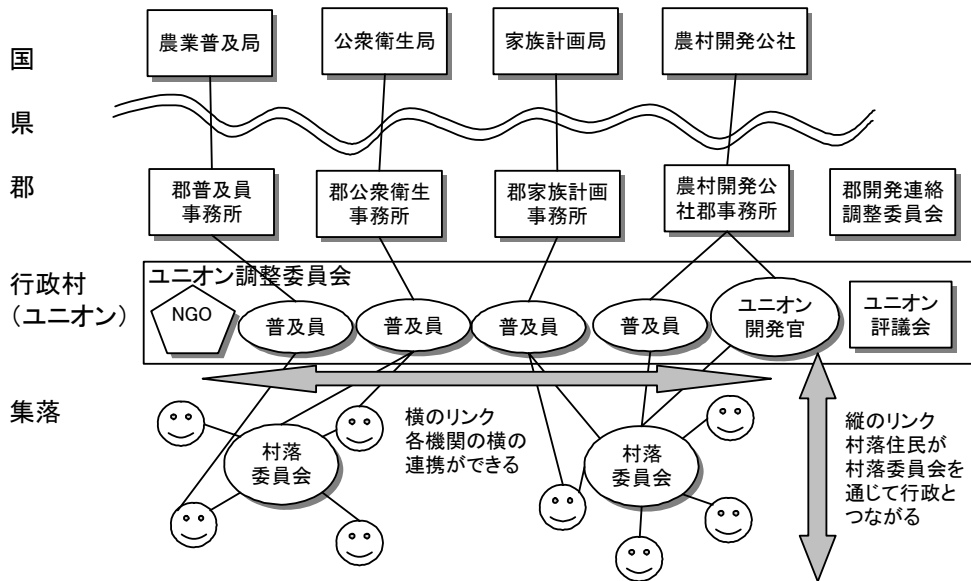 国
農業普及局
公衆衛生局
家族計画局
農村開発公社
県
郡
郡普及員
事務所
郡公衆衛生
事務所
郡家族計画
事務所
農村開発公
社郡事務所
郡開発連絡
調整委員会
行政村
（ユニオン）
ユニオン調整委員会
NGO
普及員
普及員
普及員
普及員
ユニオン
開発官
ユニオン
評議会
集落
村落
委員会
横のリンク
各機関の横の
連携ができる
村落
委員会
縦のリンク
村落住民が
村落委員会を
通じて行政と
つながる